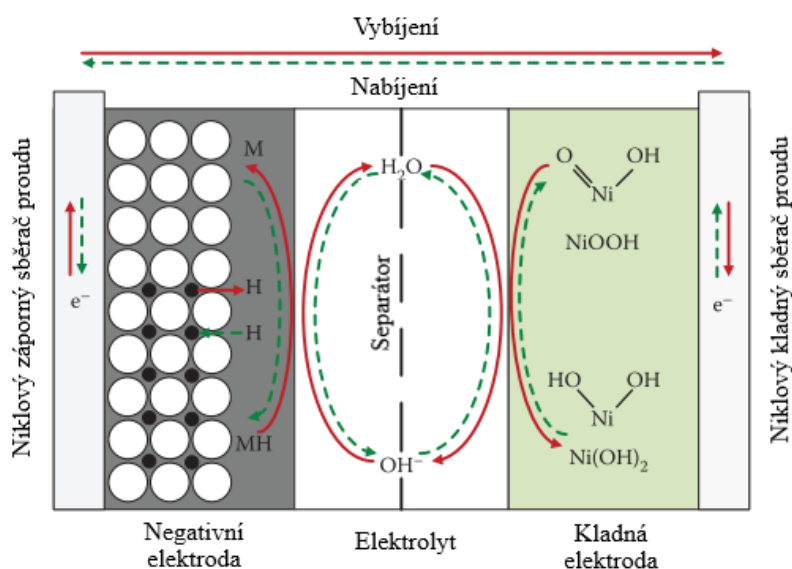 Vybíjení
Nabíjení
Niklový záporný sběrač proudu
e⁻
M
H
H
MH
H₂O
Separátor
OH⁻
O
OH
Ni
NiOOH
HO
OH
Ni
Ni(OH)₂
e⁻
Niklový kladný sběrač proudu
Negativní
elektroda
Elektrolyt
Kladná
elektroda